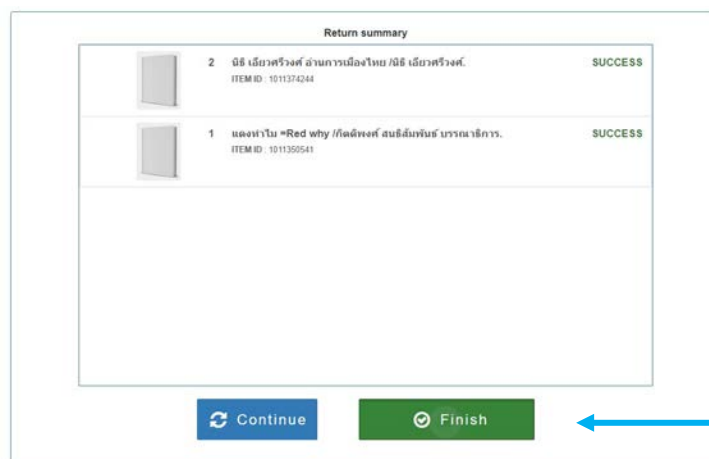 Return summary
2 นิธิ เอียวศรีวงศ์ อ่านการเมืองไทย /นิธิ เอียวศรีวงศ์. SUCCESS
ITEM ID : 1011374244
1 แดงทำไม =Red why /กิตติพงศ์ สนธิสัมพันธ์ บรรณาธิการ. SUCCESS
ITEM ID : 1011350541
Continue
Finish